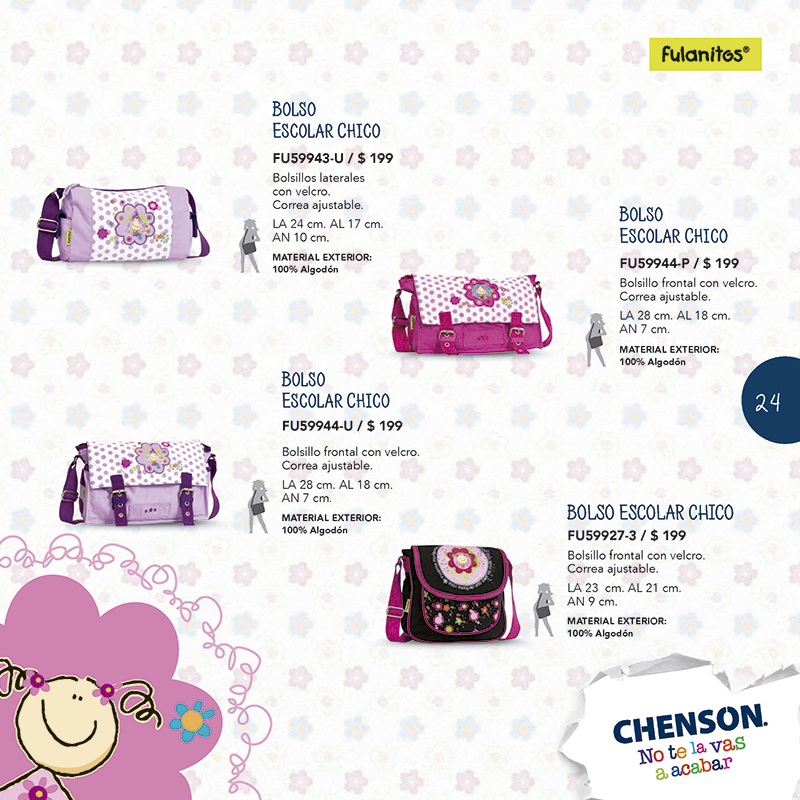 Fulanitos®
BOLSO
ESCOLAR CHICO
FU59943-U / $ 199
Bolsillos laterales
con velcro.
Correa ajustable.
LA 24 cm. AL 17 cm.
AN 10 cm.
MATERIAL EXTERIOR:
100% Algodón
BOLSO
ESCOLAR CHICO
FU59944-P / $ 199
Bolsillo frontal con velcro.
Correa ajustable.
LA 28 cm. AL 18 cm.
AN 7 cm.
MATERIAL EXTERIOR:
100% Algodón
24
BOLSO
ESCOLAR CHICO
FU59944-U / $ 199
Bolsillo frontal con velcro.
Correa ajustable.
LA 28 cm. AL 18 cm.
AN 7 cm.
MATERIAL EXTERIOR:
100% Algodón
BOLSO ESCOLAR CHICO
FU59927-3 / $ 199
Bolsillo frontal con velcro.
Correa ajustable.
LA 23 cm. AL 21 cm.
AN 9 cm.
MATERIAL EXTERIOR:
100% Algodón
CHENSON.
No te la vas
a acabar